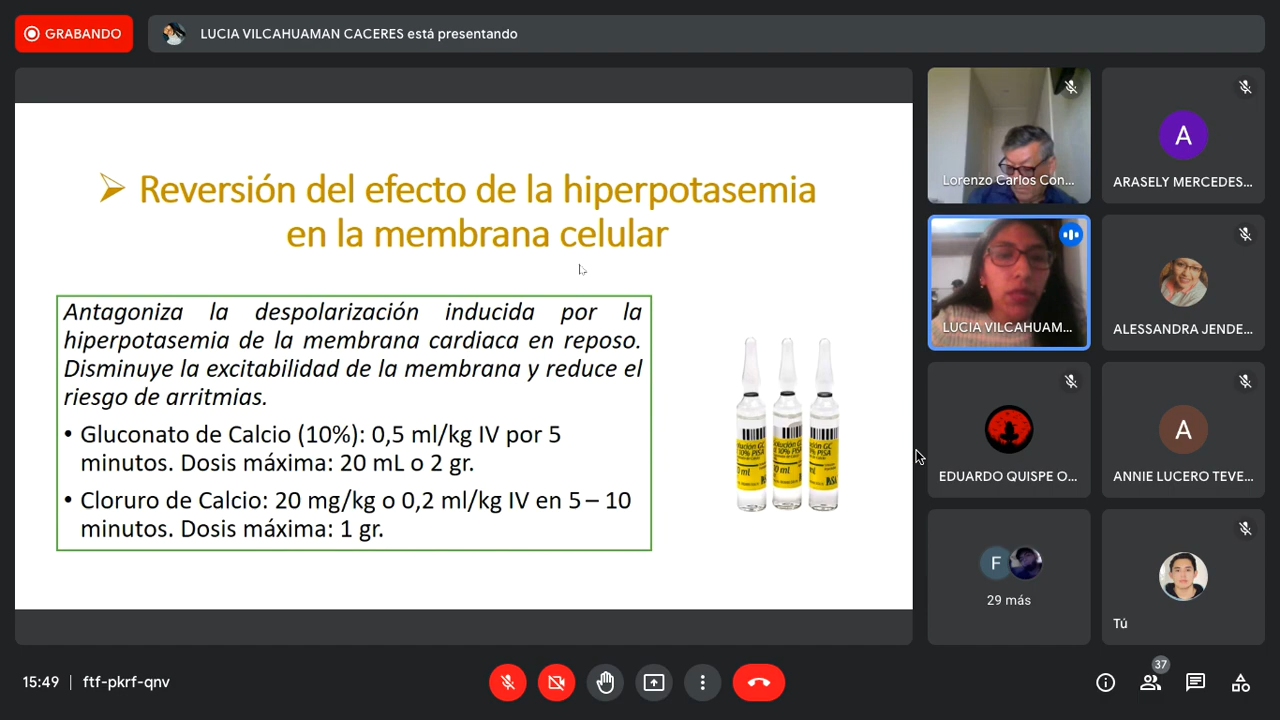 GRABANDO
LUCIA VILCAHUAMAN CACERES está presentando
➢ Reversión del efecto de la hiperpotasemia
en la membrana celular
Antagoniza la despolarización inducida por la
hiperpotasemia de la membrana cardiaca en reposo.
Disminuye la excitabilidad de la membrana y reduce el
riesgo de arritmias.
• Gluconato de Calcio (10%): 0,5 ml/kg IV por 5
minutos. Dosis máxima: 20 mL o 2 gr.
• Cloruro de Calcio: 20 mg/kg o 0,2 ml/kg IV en 5 – 10
minutos. Dosis máxima: 1 gr.
Lorenzo Carlos Con...
A
ARASELY MERCEDES...
LUCIA VILCAHUAM...
ALESSANDRA JENDE...
EDUARDO QUISPE O...
A
ANNIE LUCERO TEVE...
F
29 más
Tú
15:49 | ftf-pkrf-qnv
37